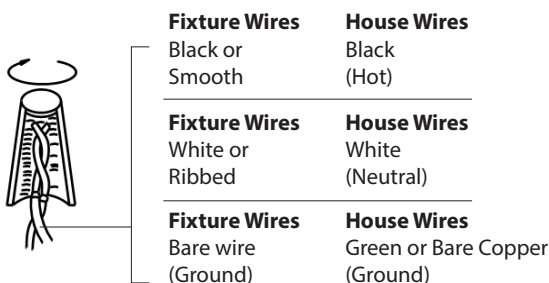 Fixture Wires House Wires
Black or Black
Smooth (Hot)
Fixture Wires House Wires
White or White
Ribbed (Neutral)
Fixture Wires House Wires
Bare wire Green or Bare Copper
(Ground) (Ground)